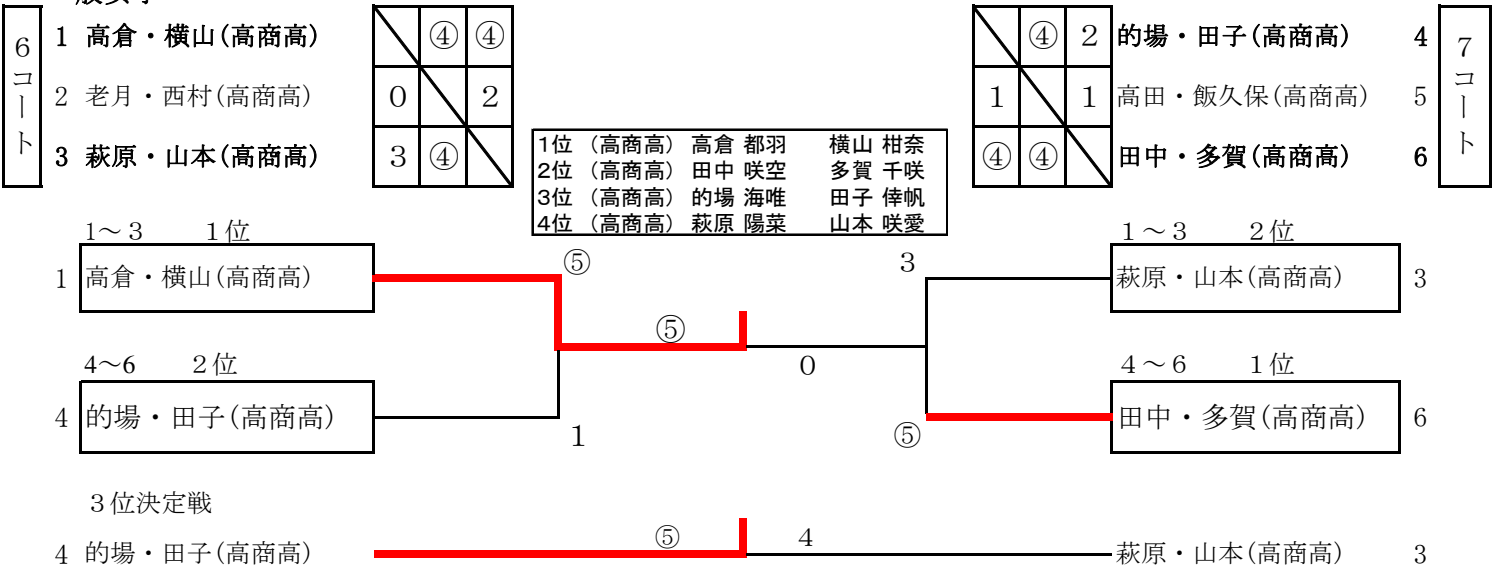 6コート
1 高倉・横山(高商高) ④ ④
2 老月・西村(高商高) 0 2
3 萩原・山本(高商高) 3 ④
④ 2 的場・田子(高商高) 4
1 1 高田・飯久保(高商高) 5
④ ④ 田中・多賀(高商高) 6
7コート
1位 (高商高) 高倉 都羽 横山 柑奈
2位 (高商高) 田中 咲空 多賀 千咲
3位 (高商高) 的場 海唯 田子 倖帆
4位 (高商高) 萩原 陽菜 山本 咲愛
1～3 1位
1 高倉・横山(高商高)
⑤
4～6 2位
4 的場・田子(高商高)
1
⑤
0
3
1～3 2位
萩原・山本(高商高) 3
4～6 1位
田中・多賀(高商高) 6
⑤
3位決定戦
4 的場・田子(高商高) ⑤ 4 萩原・山本(高商高) 3